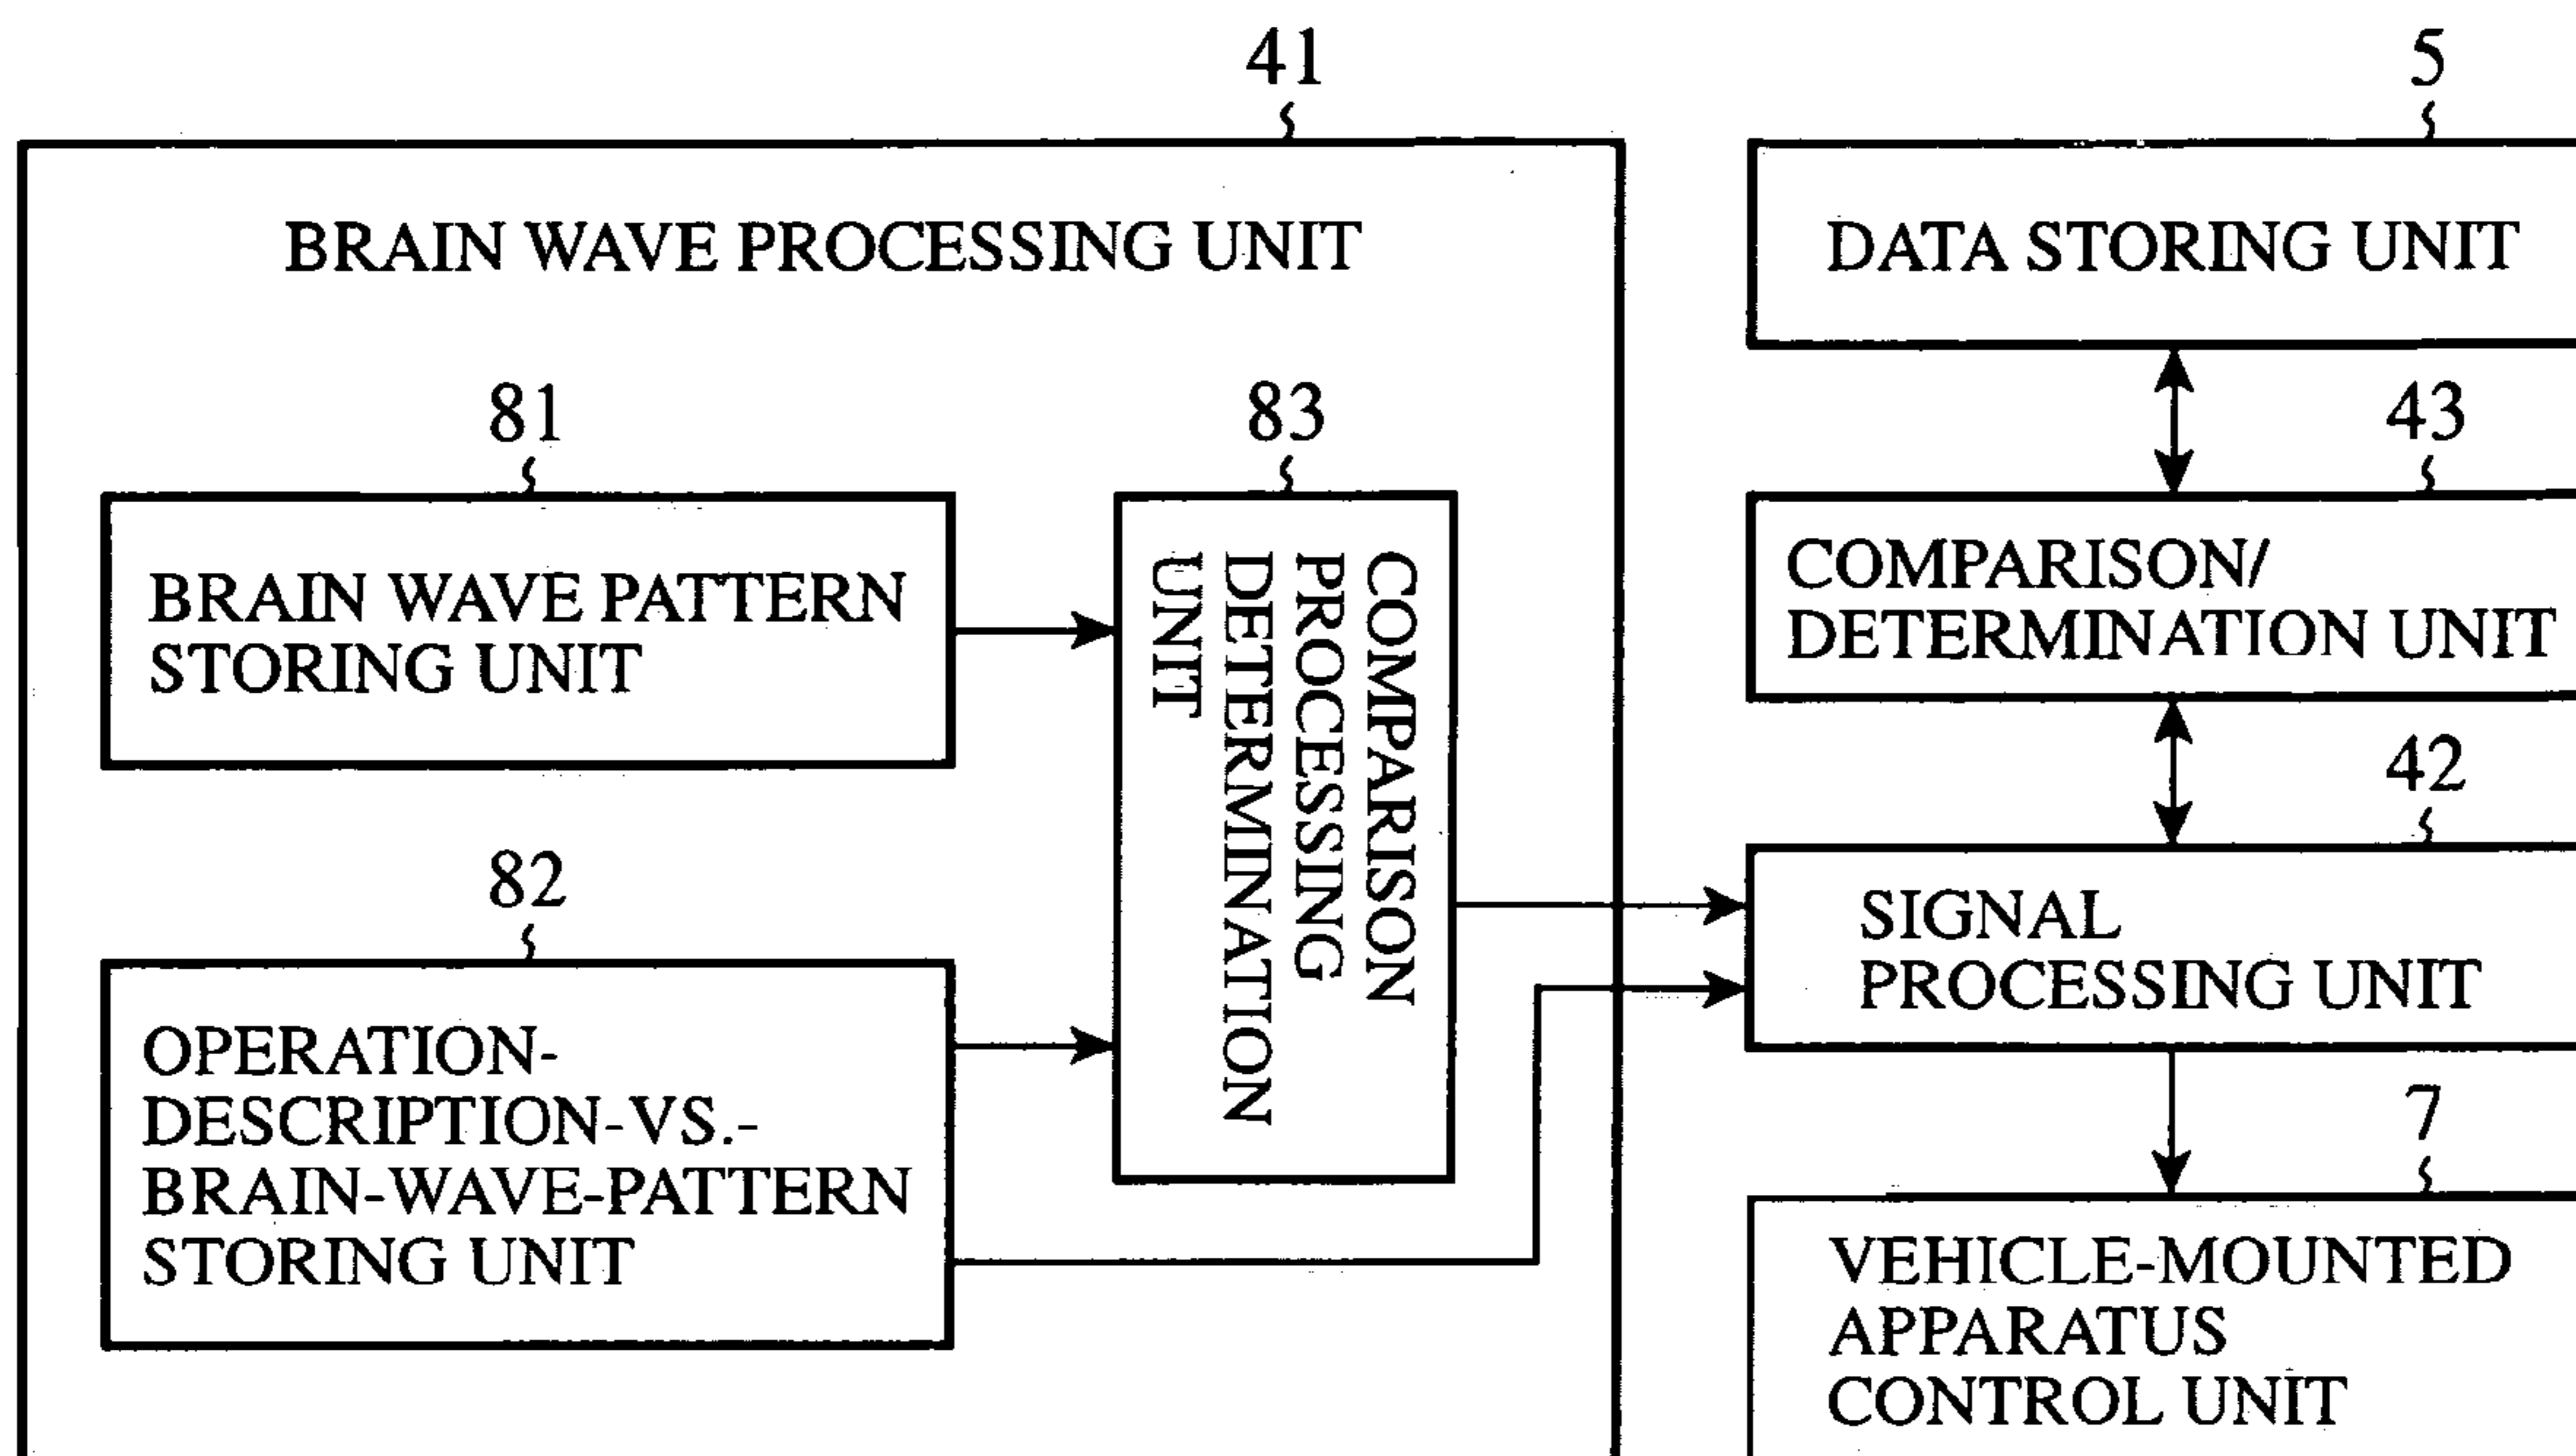 41
BRAIN WAVE PROCESSING UNIT
81
BRAIN WAVE PATTERN
STORING UNIT
82
OPERATION-
DESCRIPTION-VS.-
BRAIN-WAVE-PATTERN
STORING UNIT
83
COMPARISON
PROCESSING
DETERMINATION
UNIT
5
DATA STORING UNIT
43
COMPARISON/
DETERMINATION UNIT
42
SIGNAL
PROCESSING UNIT
7
VEHICLE-MOUNTED
APPARATUS
CONTROL UNIT